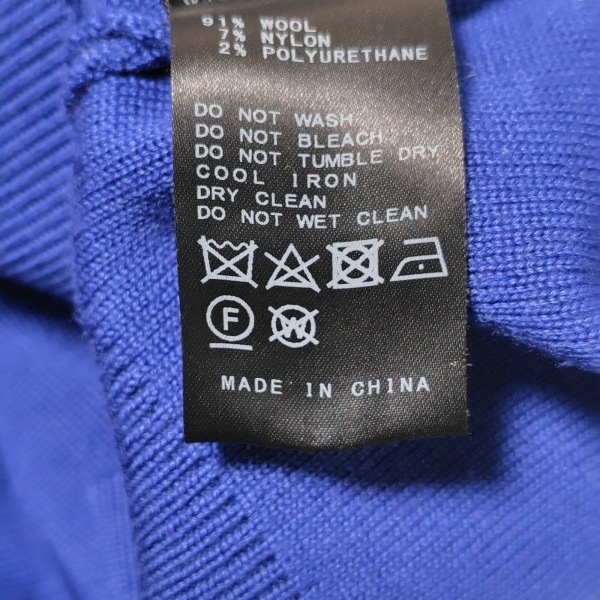 91% WOOL
7% NYLON
2% POLYURETHANE
DO NOT WASH
DO NOT BLEACH
DO NOT TUMBLE DRY
COOL IRON
DRY CLEAN
DO NOT WET CLEAN
F W
MADE IN CHINA